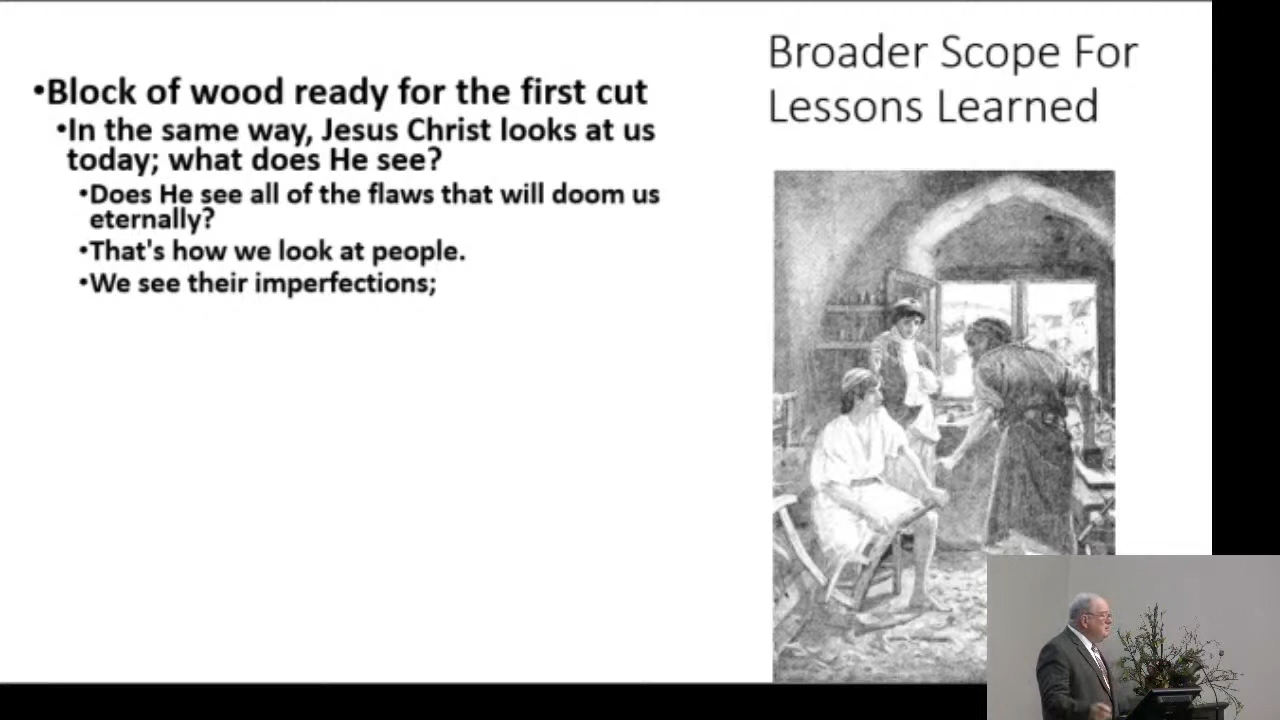 Broader Scope For
Lessons Learned
•Block of wood ready for the first cut
•In the same way, Jesus Christ looks at us
today; what does He see?
•Does He see all of the flaws that will doom us
eternally?
•That's how we look at people.
•We see their imperfections;